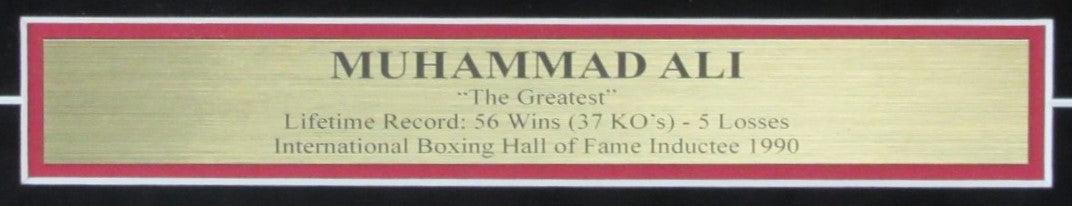 MUHAMMAD ALI
“The Greatest”
Lifetime Record: 56 Wins (37 KO's) - 5 Losses
International Boxing Hall of Fame Inductee 1990